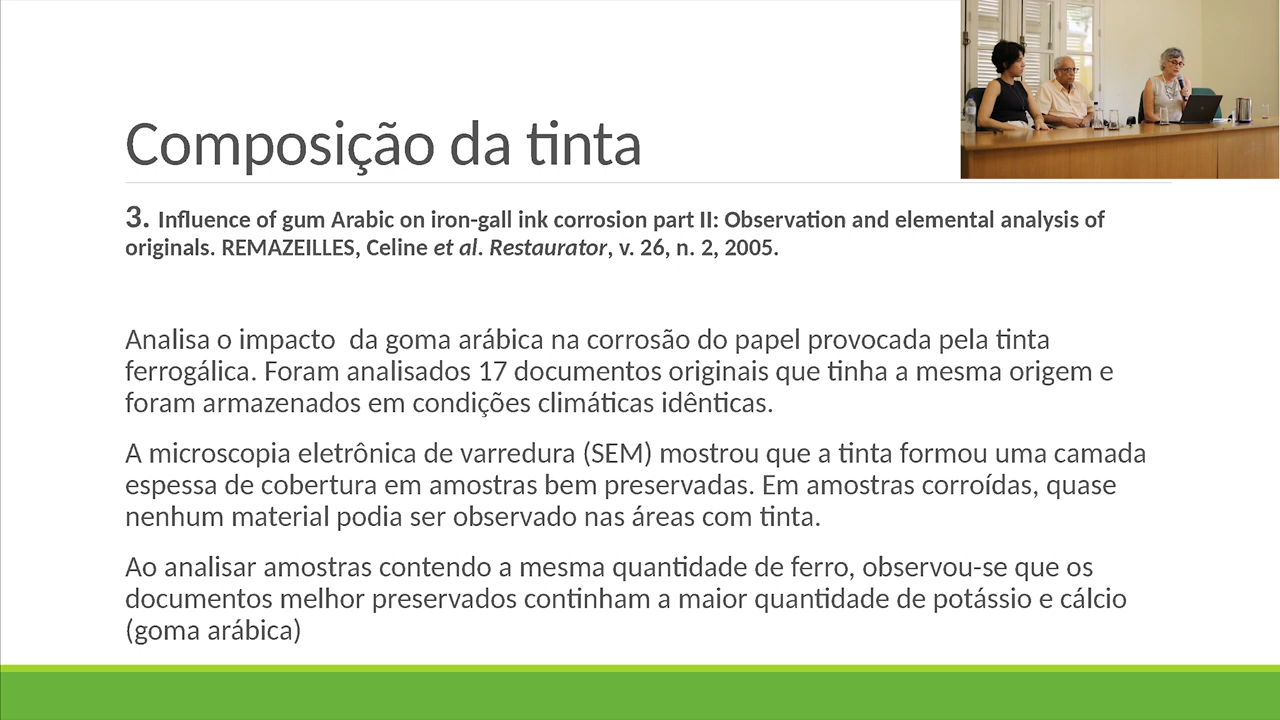 Composição da tinta
3. Influence of gum Arabic on iron-gall ink corrosion part II: Observation and elemental analysis of
originals. REMAZEILLES, Celine et al. Restaurator, v. 26, n. 2, 2005.
Analisa o impacto  da goma arábica na corrosão do papel provocada pela tinta
ferrogálica. Foram analisados 17 documentos originais que tinha a mesma origem e
foram armazenados em condições climáticas idênticas.
A microscopia eletrônica de varredura (SEM) mostrou que a tinta formou uma camada
espessa de cobertura em amostras bem preservadas. Em amostras corroídas, quase
nenhum material podia ser observado nas áreas com tinta.
Ao analisar amostras contendo a mesma quantidade de ferro, observou-se que os
documentos melhor preservados continham a maior quantidade de potássio e cálcio
(goma arábica)